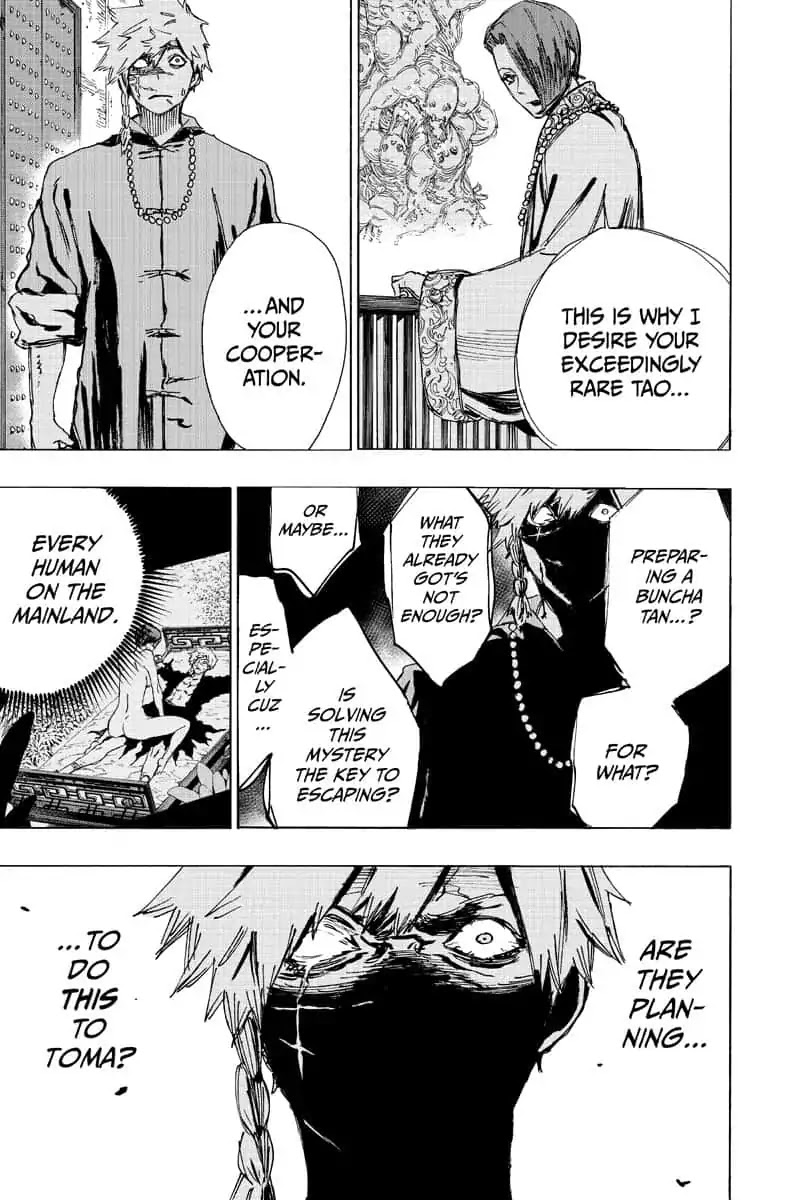 THIS IS WHY I
DESIRE YOUR
EXCEEDINGLY
RARE TAO...
...AND
YOUR
COOPER-
ATION.
PREPAR-
ING A
BUNCHA
TAN...?
FOR
WHAT?
WHAT
THEY
ALREADY
GOT'S
NOT
ENOUGH?
OR
MAYBE...
IS
SOLVING
THIS
MYSTERY
THE KEY TO
ESCAPING?
ES-
PE-
CIAL-
LY
CUZ
...
EVERY
HUMAN
ON THE
MAINLAND.
ARE
THEY
PLAN-
NING...
...TO
DO
THIS
TO
TOMA?